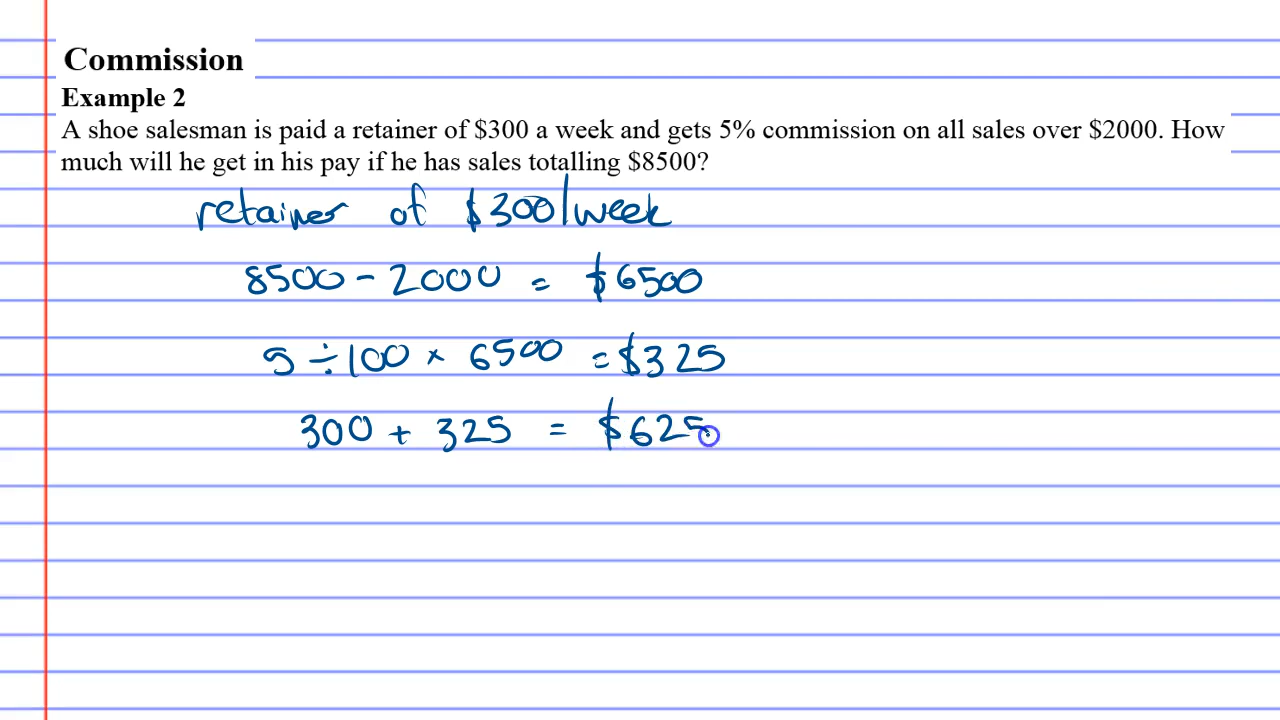 Commission
Example 2
A shoe salesman is paid a retainer of $300 a week and gets 5% commission on all sales over $2000. How
much will he get in his pay if he has sales totalling $8500?
retainer of $300/week
8500 - 2000 = $6500
5 ÷ 100 × 6500 = $325
300 + 325 = $625